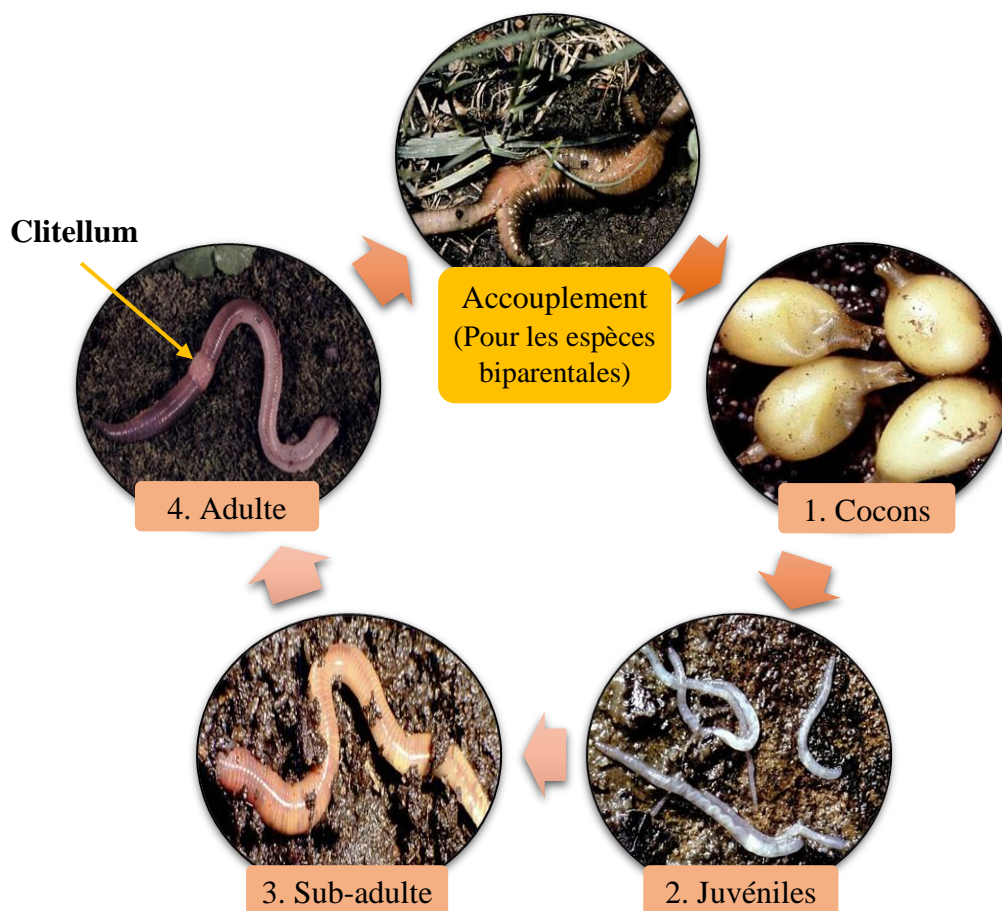 Clitellum
Accouplement
(Pour les espèces
biparentales)
1. Cocons
2. Juvéniles
3. Sub-adulte
4. Adulte